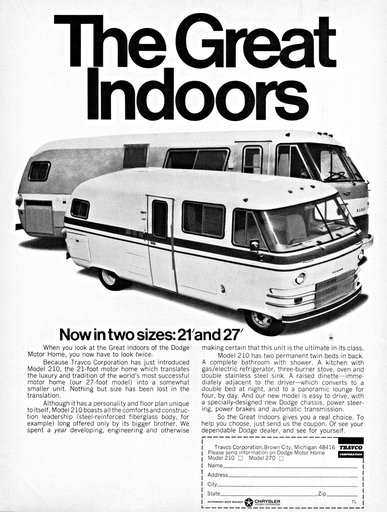 The Great
Indoors
Now in two sizes: 21' and 27'
When you look at the Great Indoors of the Dodge
Motor Home, you now have to look twice.
Because Travco Corporation has just introduced
Model 210, the 21-foot motor home which translates
the luxury and tradition of the world's most successful
motor home (our 27-foot model) into a somewhat
smaller unit. Nothing but size has been lost in the
translation.
Although it has a personality and floor plan unique
to itself, Model 210 boasts all the comforts and construc-
tion leadership (steel-reinforced fiberglass body, for
example) long offered only by its bigger brother. We
spent a year developing, engineering and otherwise
making certain that this unit is the ultimate in its class.
Model 210 has two permanent twin beds in back.
A complete bathroom with shower. A kitchen with
gas/electric refrigerator, three-burner stove, oven and
double stainless steel sink. A raised dinette—imme-
diately adjacent to the driver—which converts to a
double bed at night, and to a panoramic lounge for
four, by day. And our new model is easy to drive, with
a specially-designed new Dodge chassis, power steer-
ing, power brakes and automatic transmission.
So the Great Indoors gives you a real choice. To
help you choose, just send us the coupon. Or see your
dependable Dodge dealer, and see for yourself.
Travco Corporation, Brown City, Michigan 48416
Please send information on Dodge Motor Home
Model 210 □ Model 270 □
TRAVCO
CORPORATION
Name
Address
City
State Zip
TL
AUTHORIZED BODY BUILDER CHRYSLER